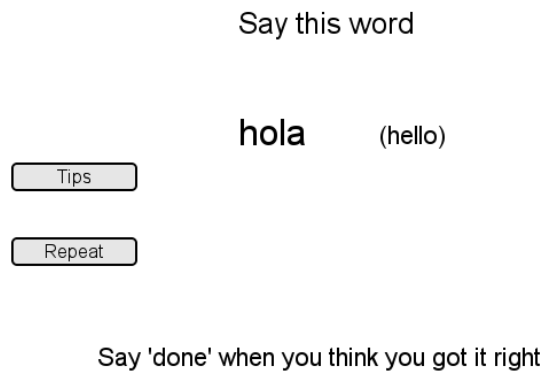 Say this word
hola (hello)
Tips
Repeat
Say 'done' when you think you got it right